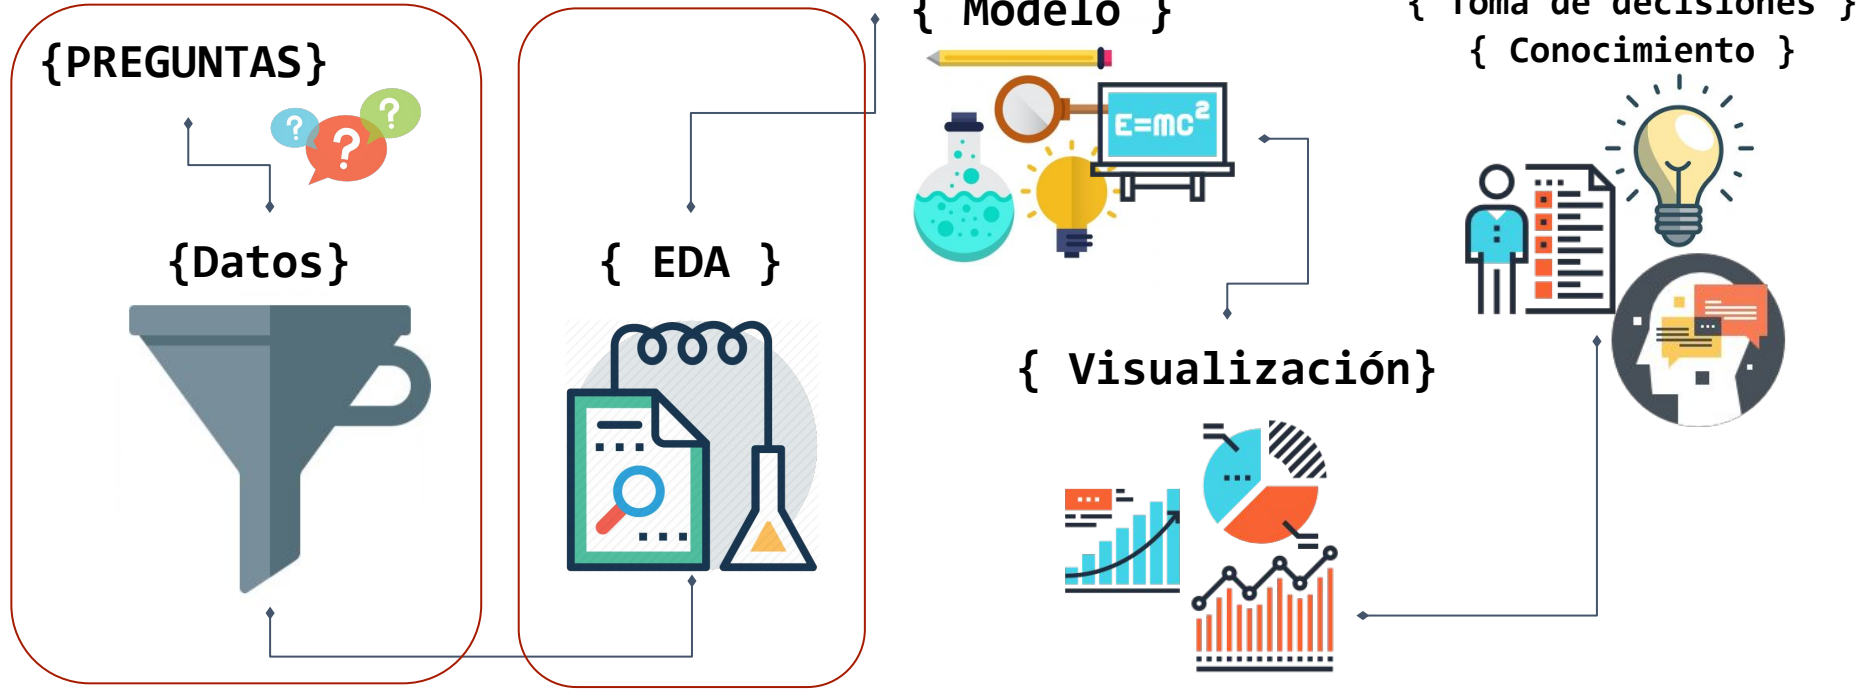 {PREGUNTAS}
? ? ?
{Datos}
{ EDA }
{ Modelo }
E=mc²
{ Visualización}
{ Toma de decisiones }
{ Conocimiento }